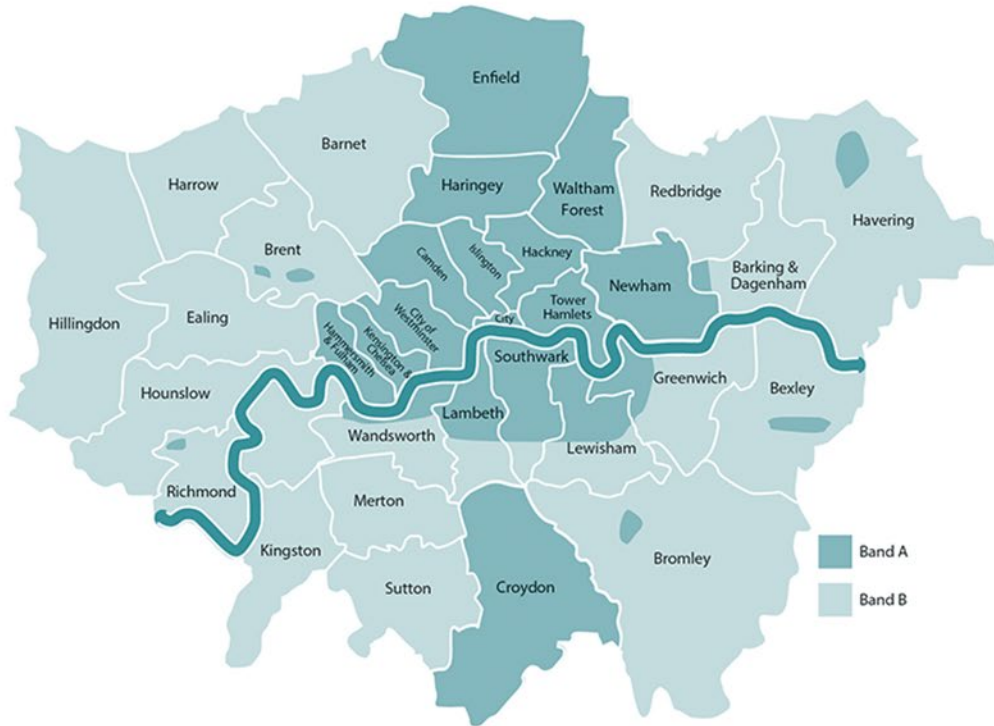 Enfield
Barnet
Harrow
Haringey
Waltham
Forest
Redbridge
Havering
Brent
Camden
Islington
Hackney
Barking &
Dagenham
Newham
Hillingdon
Ealing
City of
Westminster
Tower
Hamlets
City
Kensington &
Chelsea
Hammersmith
& Fulham
Southwark
Hounslow
Greenwich
Bexley
Lambeth
Wandsworth
Lewisham
Richmond
Merton
Kingston
Bromley
Sutton
Croydon
Band A
Band B